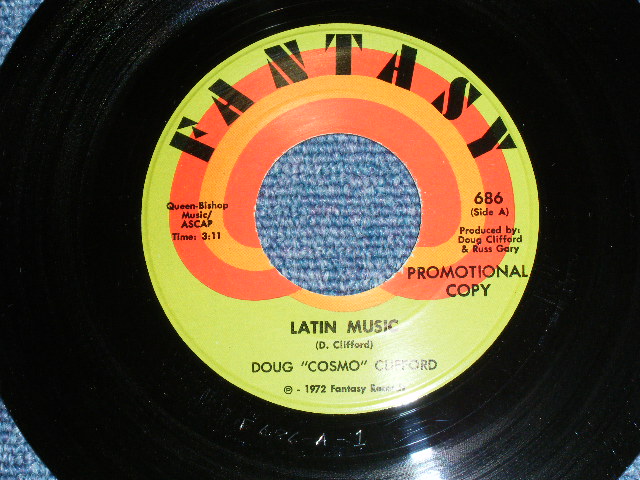 FANTASY
Queen-Bishop
Music/
ASCAP
Time: 3:11
686
(Side A)
Produced by:
Doug Clifford
& Russ Gary
PROMOTIONAL
COPY
LATIN MUSIC
(D. Clifford)
DOUG "COSMO" CLIFFORD
℗ - 1972 Fantasy Records